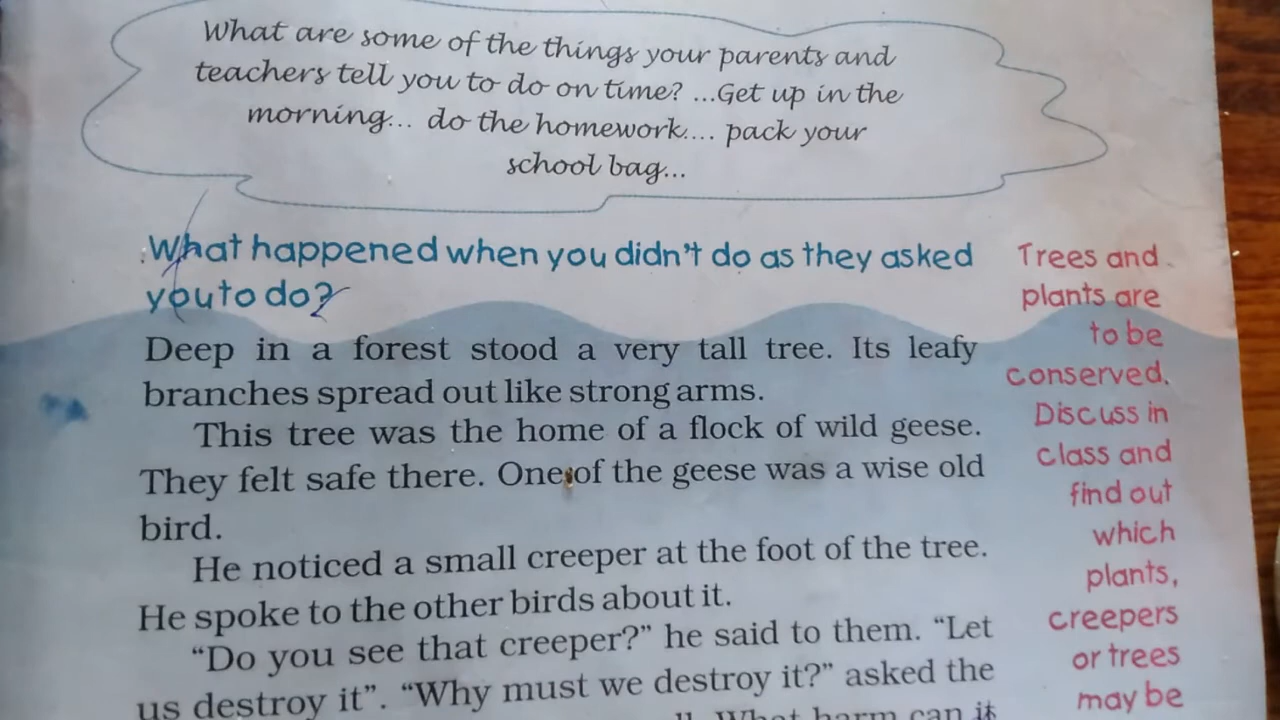 What are some of the things your parents and
teachers tell you to do on time? ...Get up in the
morning... do the homework.... pack your
school bag...
What happened when you didn't do as they asked
you to do?
Deep in a forest stood a very tall tree. Its leafy
branches spread out like strong arms.
This tree was the home of a flock of wild geese.
They felt safe there. One of the geese was a wise old
bird.
He noticed a small creeper at the foot of the tree.
He spoke to the other birds about it.
“Do you see that creeper?” he said to them. “Let
us destroy it”. “Why must we destroy it?” asked the
What harm can it
Trees and
plants are
to be
conserved.
Discuss in
class and
find out
which
plants,
creepers
or trees
may be